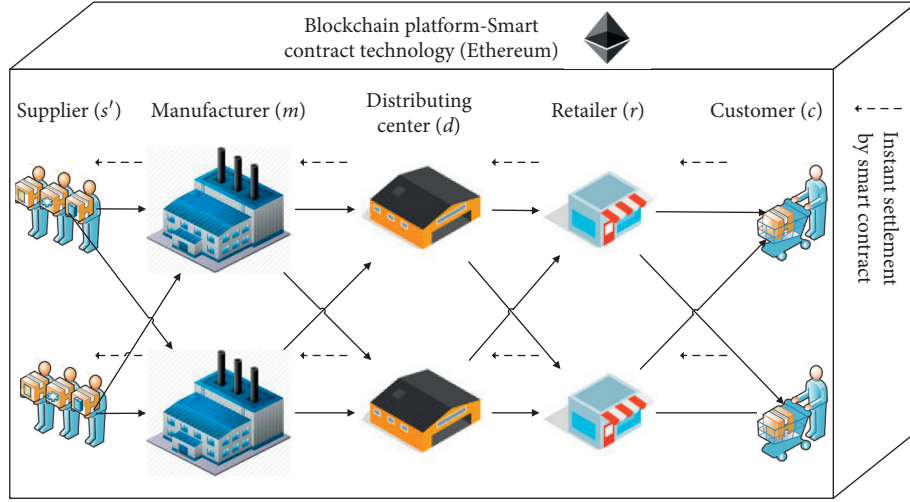 Blockchain platform-Smart
contract technology (Ethereum)
Supplier (s′)
Manufacturer (m)
Distributing
center (d)
Retailer (r)
Customer (c)
Instant settlement
by smart contract